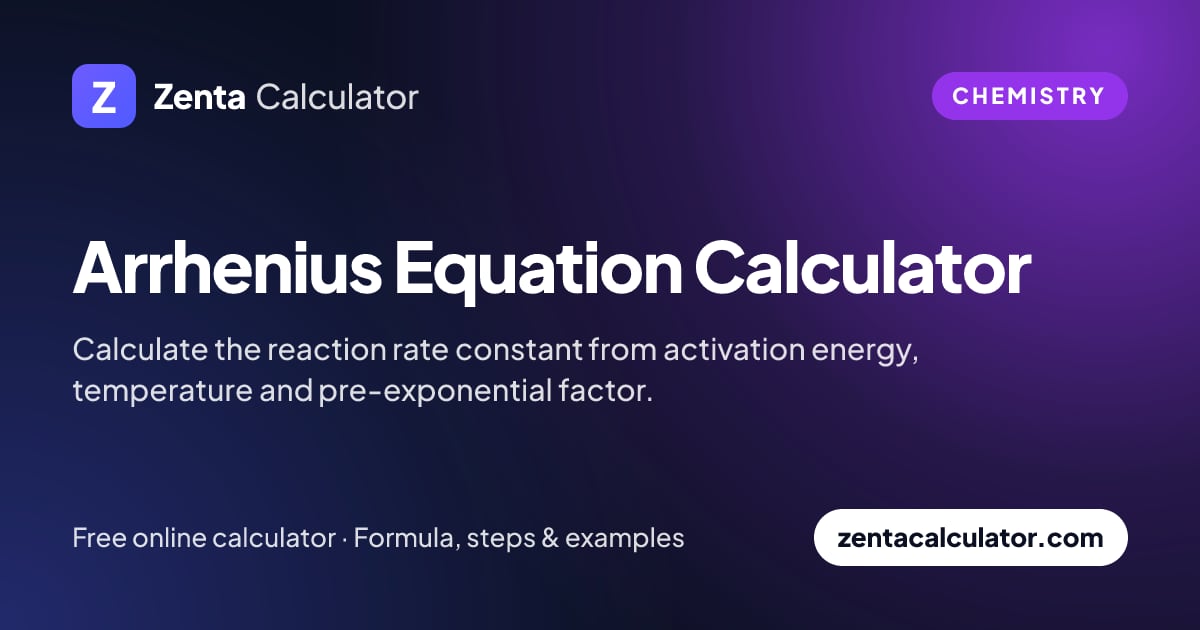 Z Zenta Calculator
CHEMISTRY
Arrhenius Equation Calculator
Calculate the reaction rate constant from activation energy,
temperature and pre-exponential factor.
Free online calculator · Formula, steps & examples
zentacalculator.com